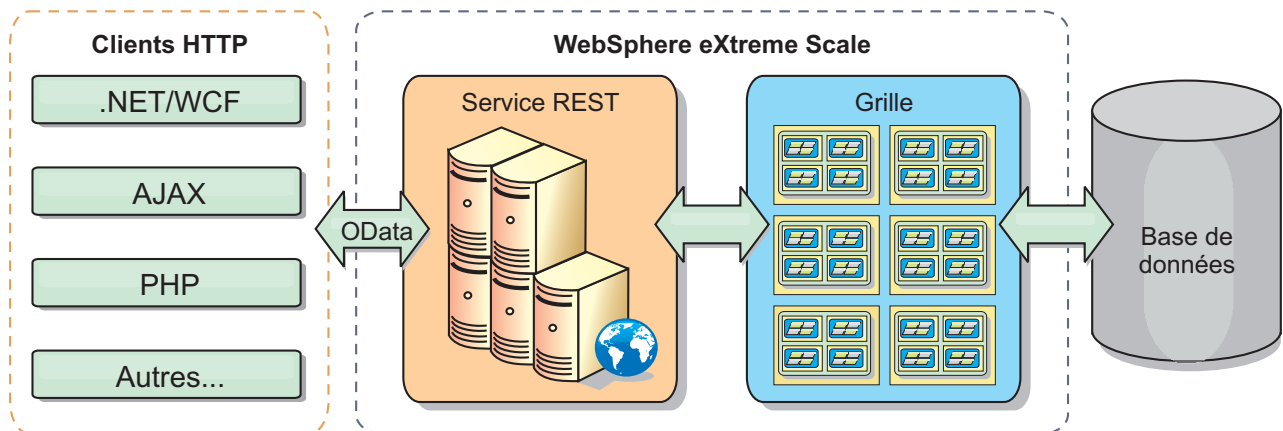 Clients HTTP
.NET/WCF
AJAX
PHP
Autres...
OData
WebSphere eXtreme Scale
Service REST
Grille
Base de
données